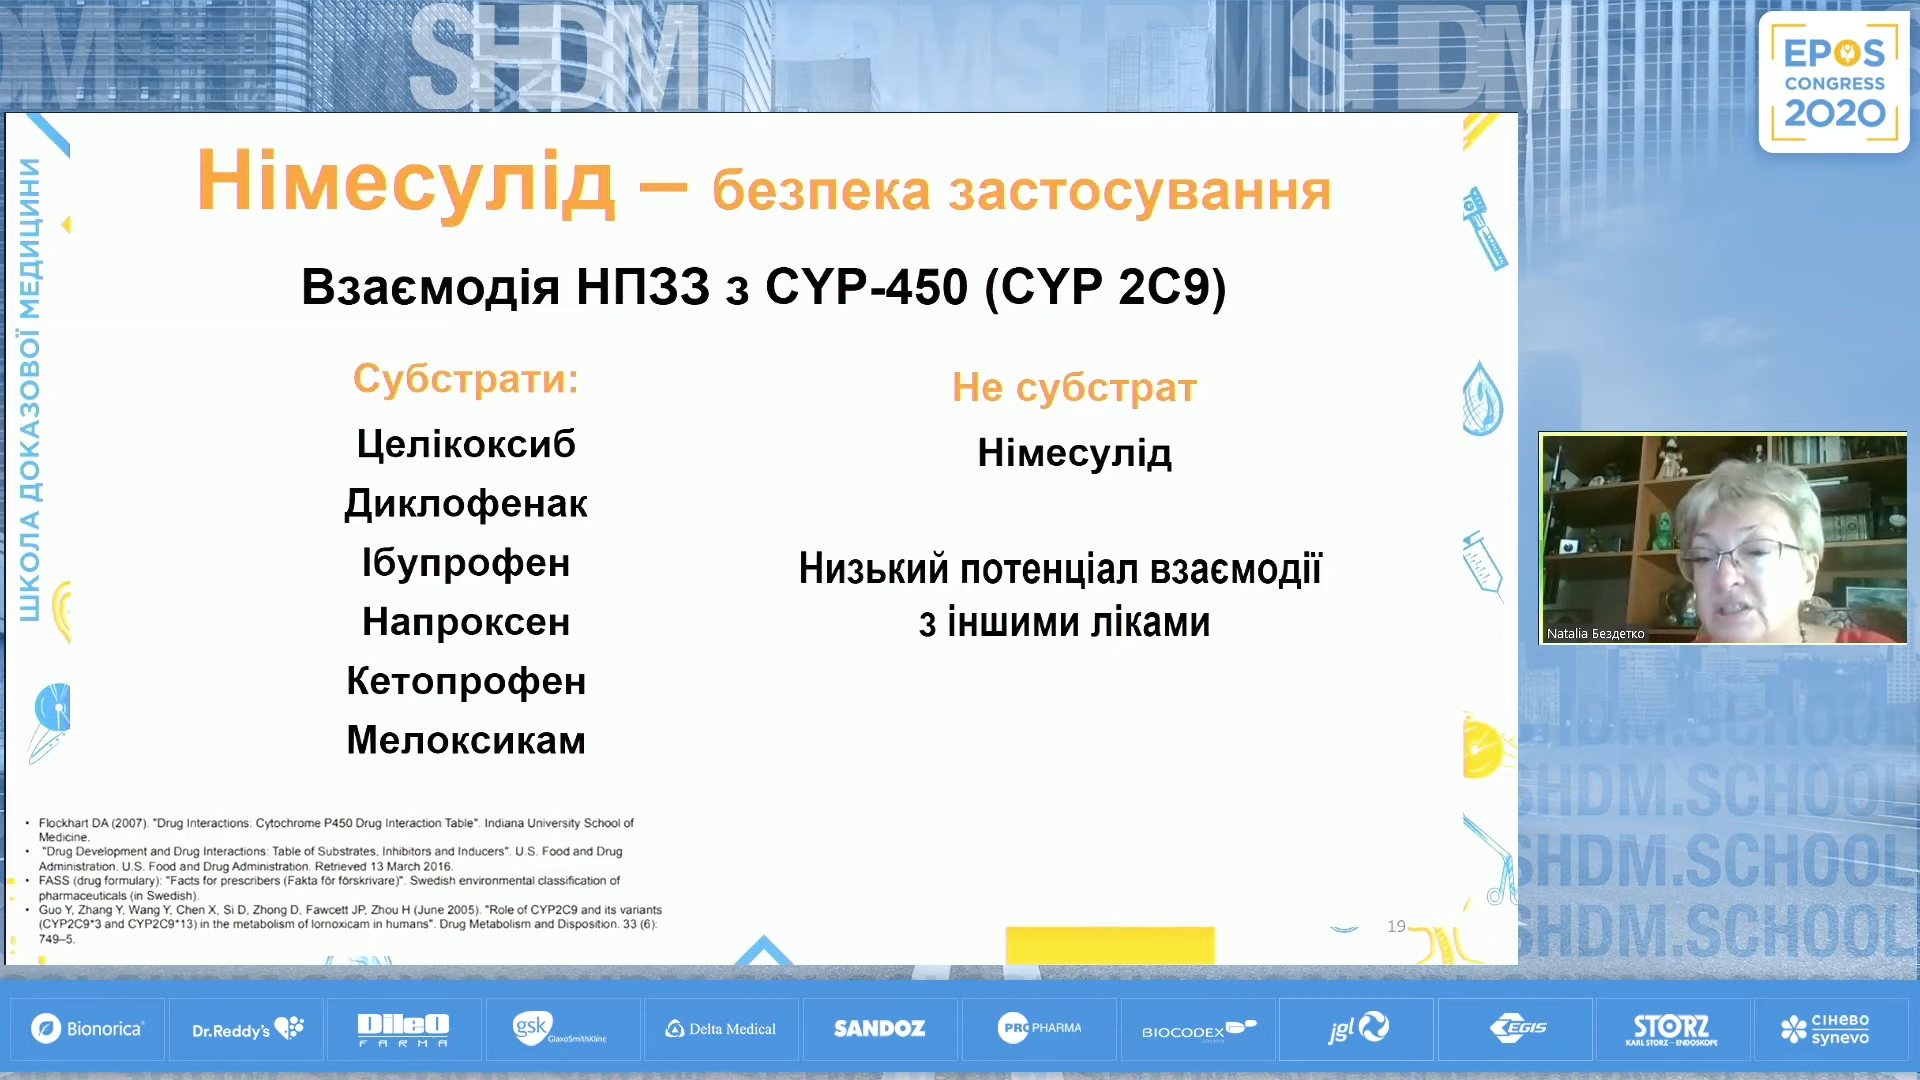 SHDM
EPOS
CONGRESS
2020
ШКОЛА ДОКАЗОВОЇ МЕДИЦИНИ
Німесулід – безпека застосування
Взаємодія НПЗЗ з CYP-450 (CYP 2C9)
Субстрати:
Целікоксиб
Диклофенак
Ібупрофен
Напроксен
Кетопрофен
Мелоксикам
Не субстрат
Німесулід
Низький потенціал взаємодії
з іншими ліками
• Flockhart DA (2007). "Drug Interactions: Cytochrome P450 Drug Interaction Table". Indiana University School of
Medicine.
• "Drug Development and Drug Interactions: Table of Substrates, Inhibitors and Inducers". U.S. Food and Drug
Administration. U.S. Food and Drug Administration. Retrieved 13 March 2016.
• FASS (drug formulary): "Facts for prescribers (Fakta för förskrivare)". Swedish environmental classification of
pharmaceuticals (in Swedish).
• Guo Y, Zhang Y, Wang Y, Chen X, Si D, Zhong D, Fawcett JP, Zhou H (June 2005). "Role of CYP2C9 and its variants
(CYP2C9*3 and CYP2C9*13) in the metabolism of lornoxicam in humans". Drug Metabolism and Disposition. 33 (6):
749–5.
19
Natalia Бездетко
SHDM.SCHOOL
SHDM.SCHOOL
SHDM.SCHOOL
SHDM.SCHOOL
Bionorica
Dr.Reddy's
DileO
FARMA
gsk
GlaxoSmithKline
Delta Medical
SANDOZ
PRO PHARMA
BIOCODEX
jgl
EGIS
STORZ
KARL STORZ—ENDOSKOPE
СІНЕВО
synevo